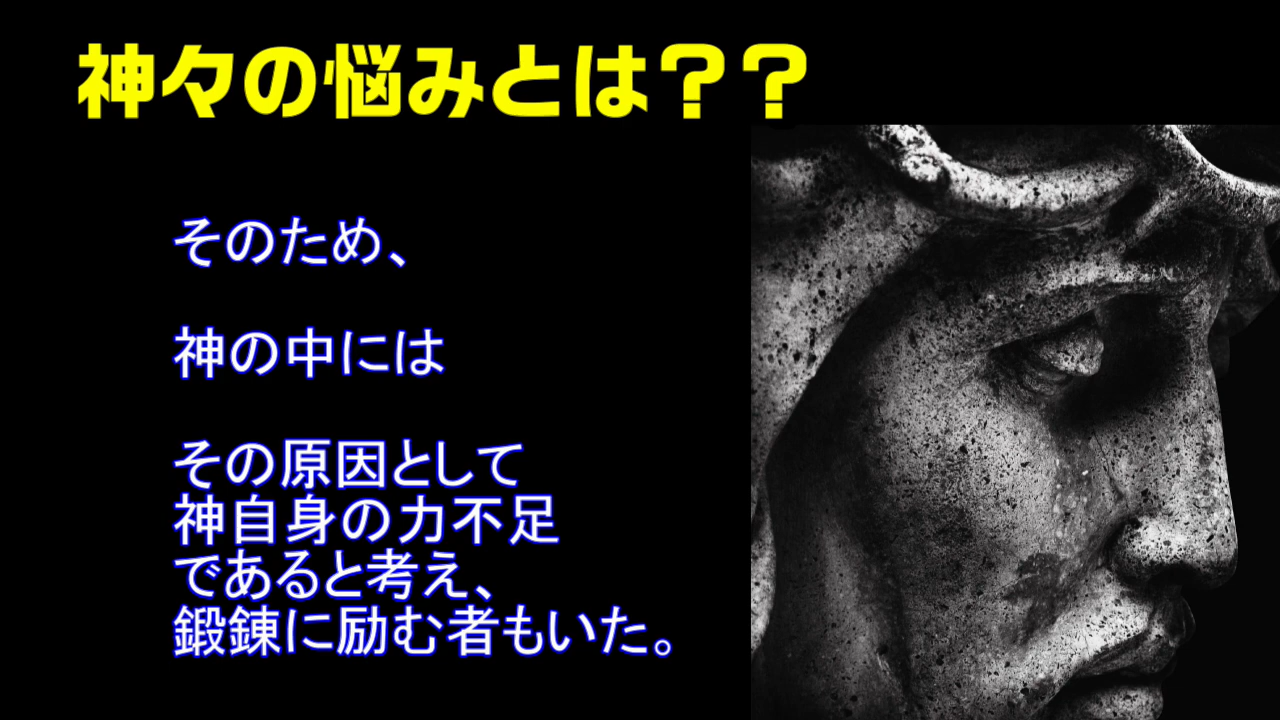 神々の悩みとは？？
そのため、
神の中には
その原因として
神自身の力不足
であると考え、
鍛錬に励む者もいた。